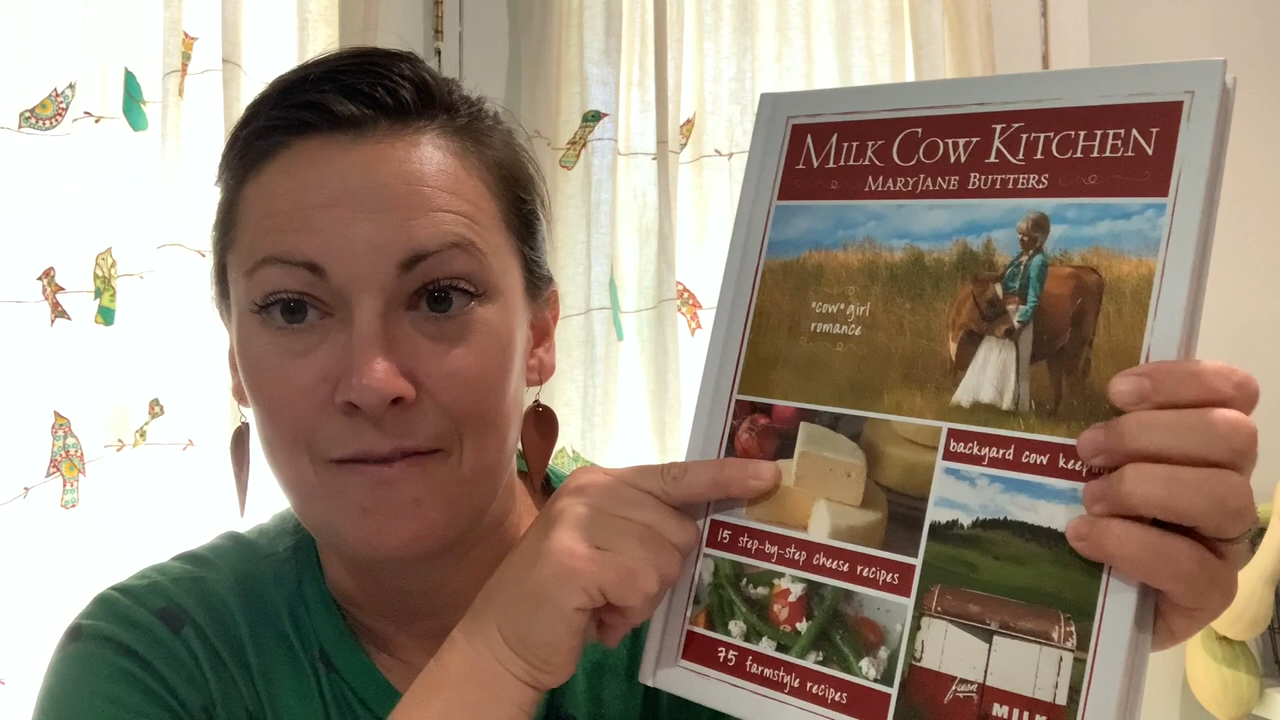 MILK COW KITCHEN
MARYJANE BUTTERS
"cow" girl
romance
backyard cow
15 step-by-step cheese recipes
75 farmstyle recipes
fresh
MILK